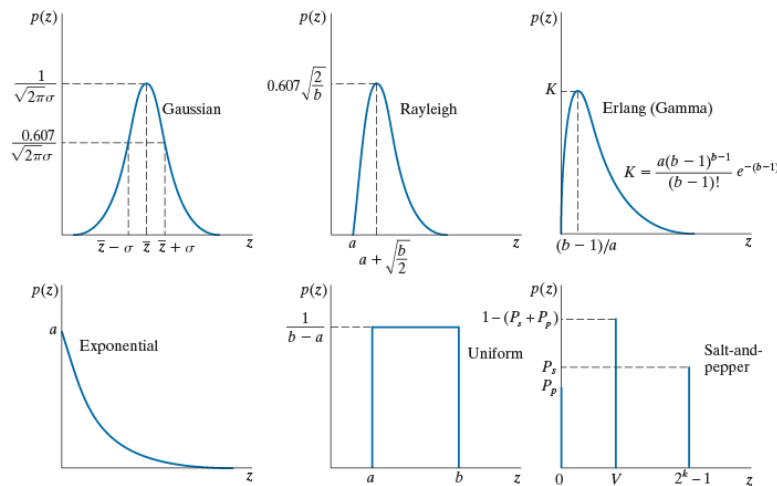 p(z)
1/√2πσ
0.607/√2πσ
Gaussian
z̄ − σ z̄ z̄ + σ z
p(z)
0.607√2/b
Rayleigh
a z
a + √b/2
p(z)
K
Erlang (Gamma)
K = a(b − 1)^b−1/(b − 1)! e^−(b−1)
(b − 1)/a z
p(z)
a
Exponential
z
p(z)
1/b − a
Uniform
a b z
p(z)
1−(Ps + Pp)
Salt-and-
pepper
Ps
Pp
0 V 2^k − 1 z